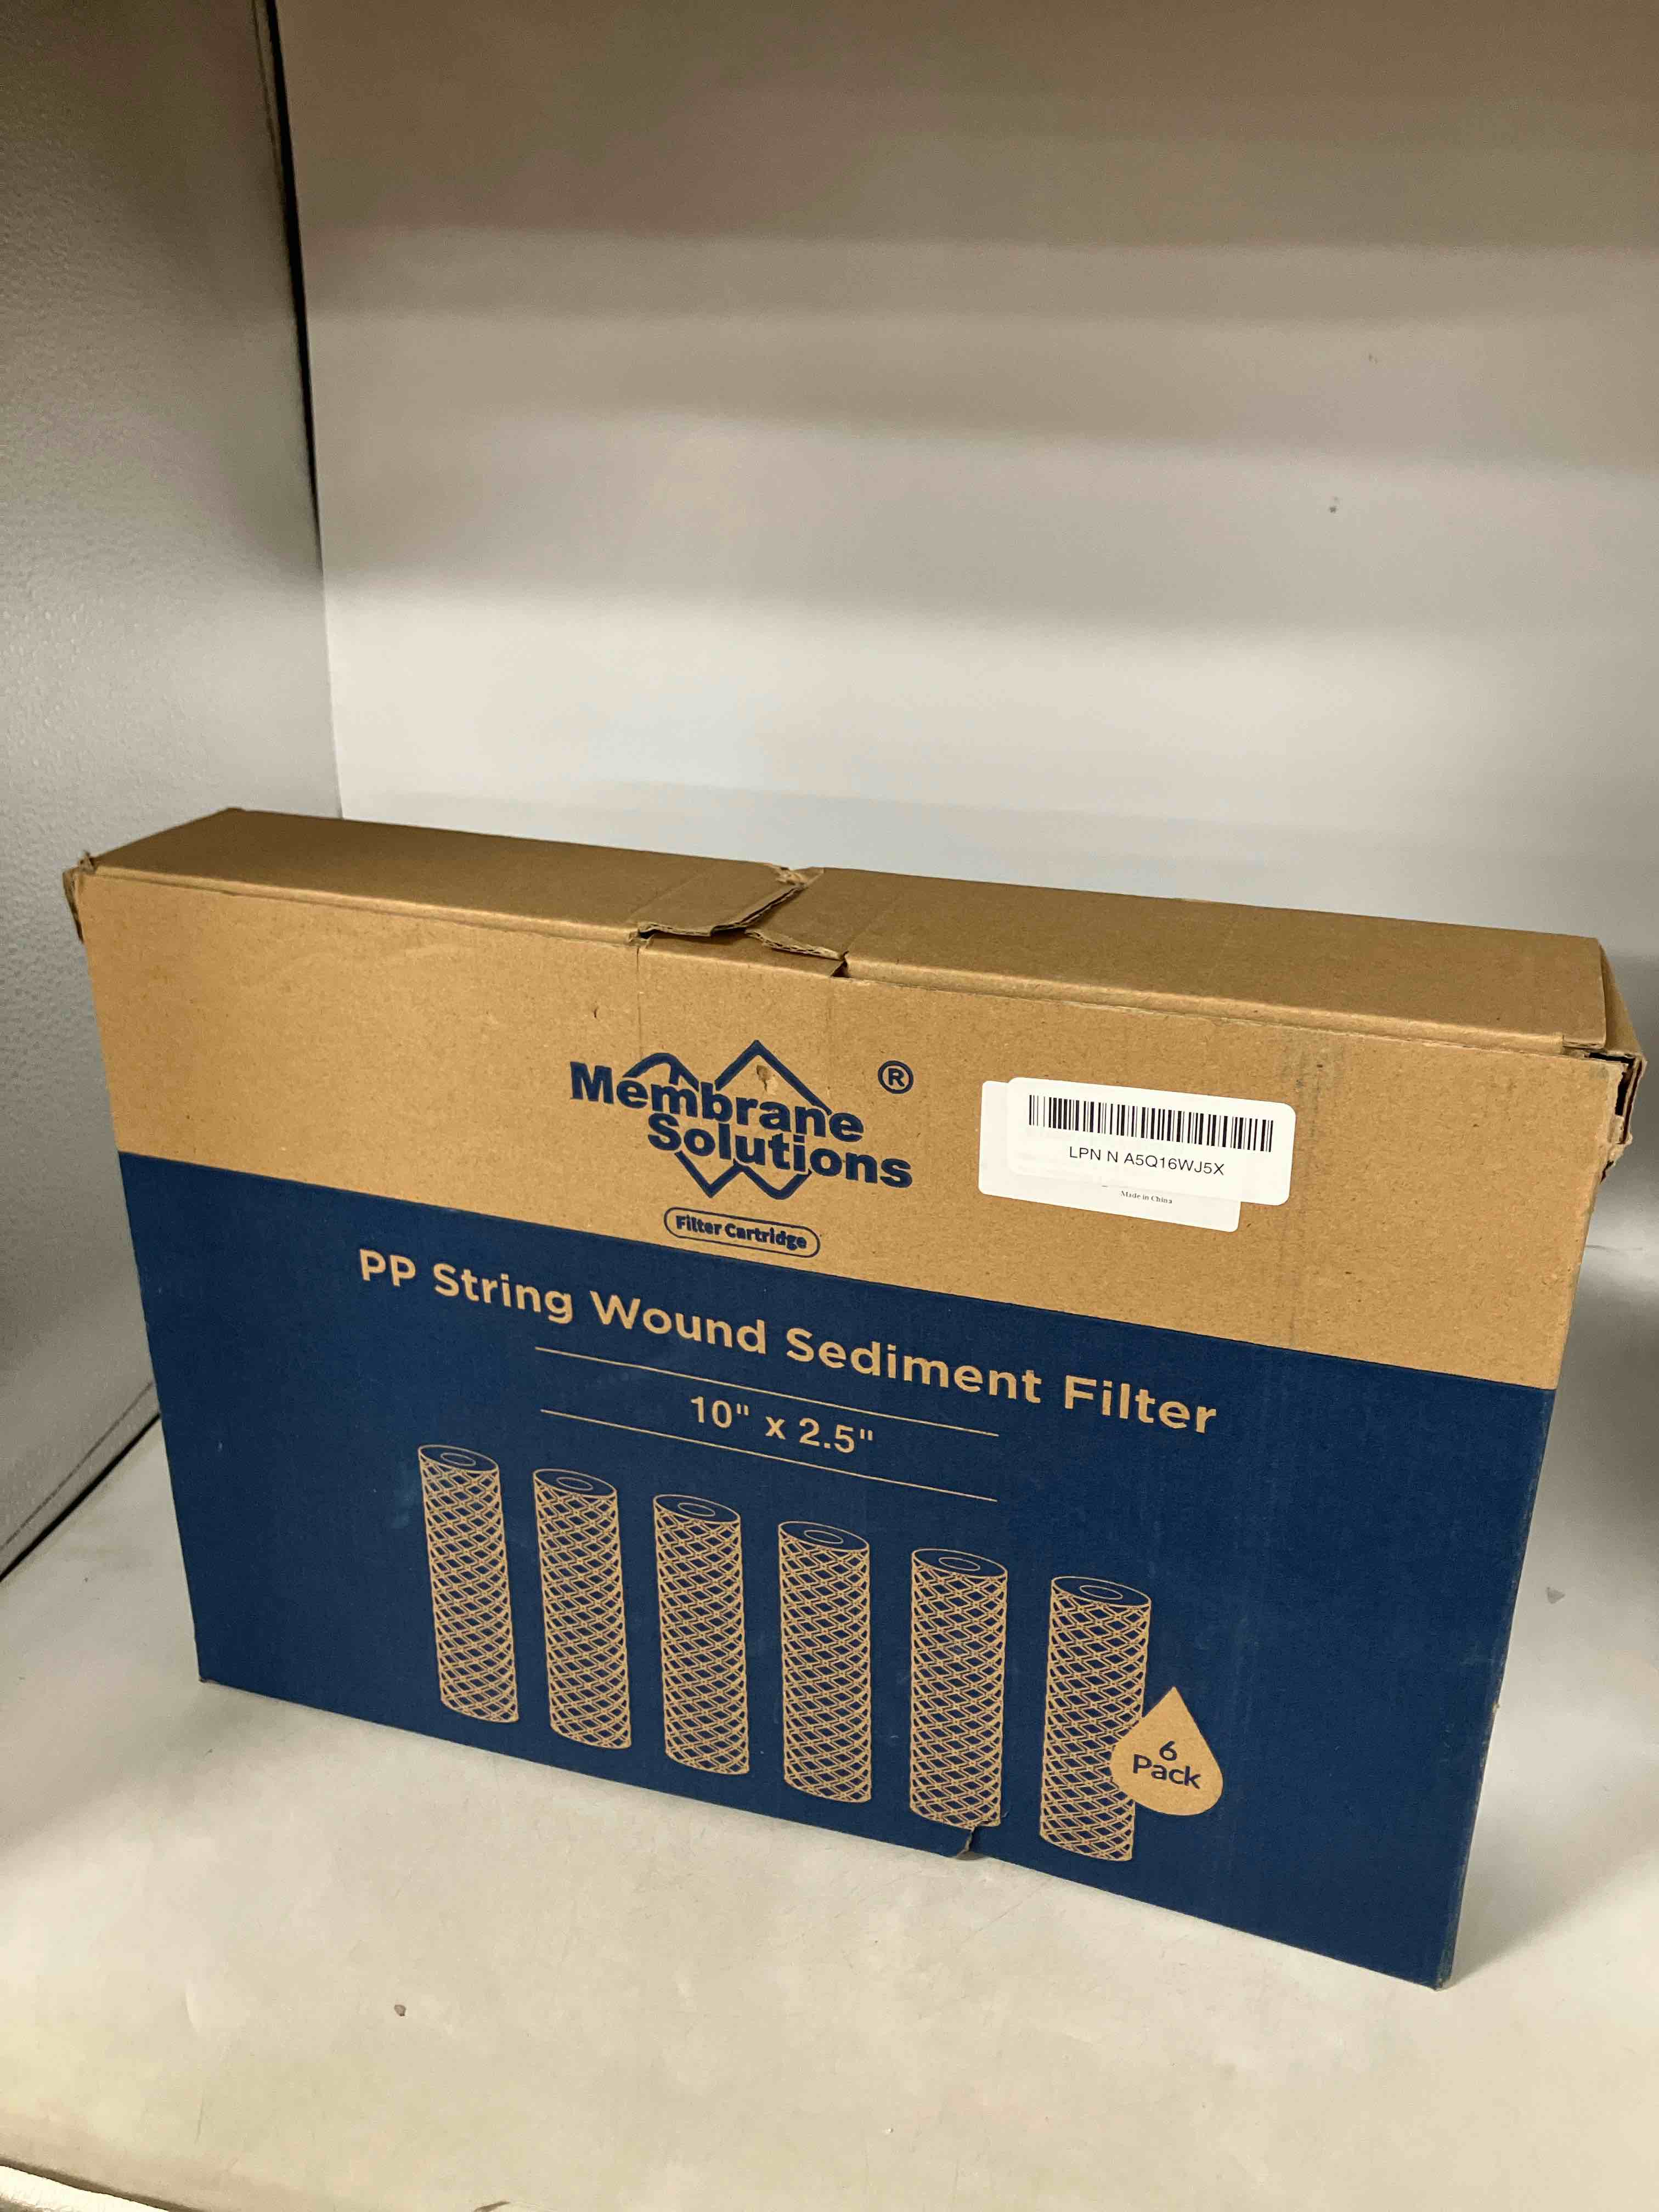 Membrane
Solutions
®
Filter Cartridge
LPN N A5Q16WJ5X
Made in China
PP String Wound Sediment Filter
10" x 2.5"
6
Pack